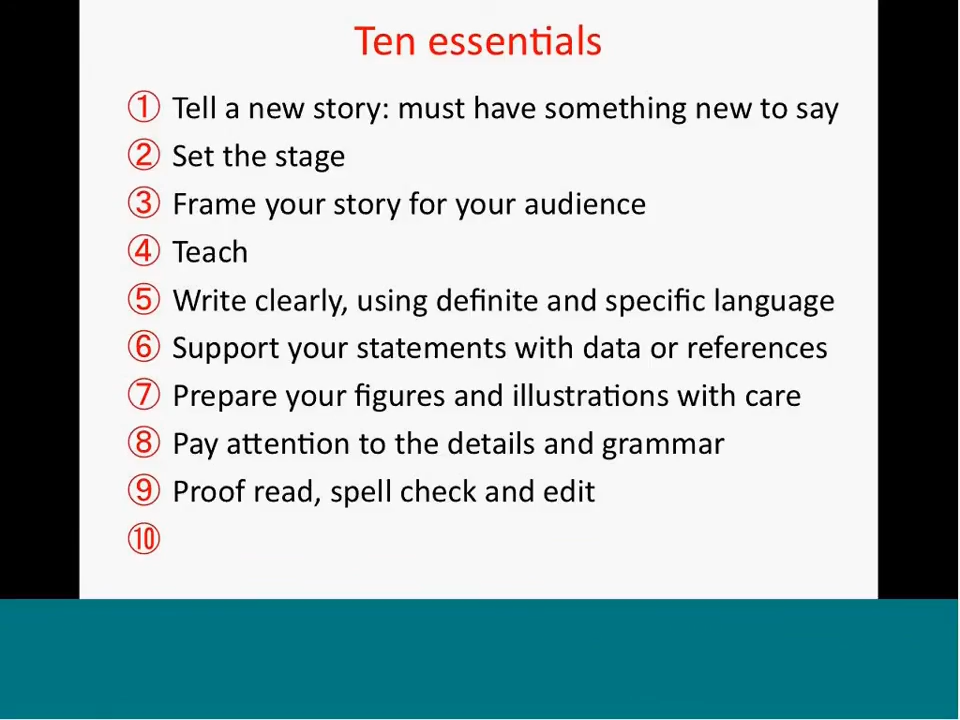 Ten essentials
① Tell a new story: must have something new to say
② Set the stage
③ Frame your story for your audience
④ Teach
⑤ Write clearly, using definite and specific language
⑥ Support your statements with data or references
⑦ Prepare your figures and illustrations with care
⑧ Pay attention to the details and grammar
⑨ Proof read, spell check and edit
⑩